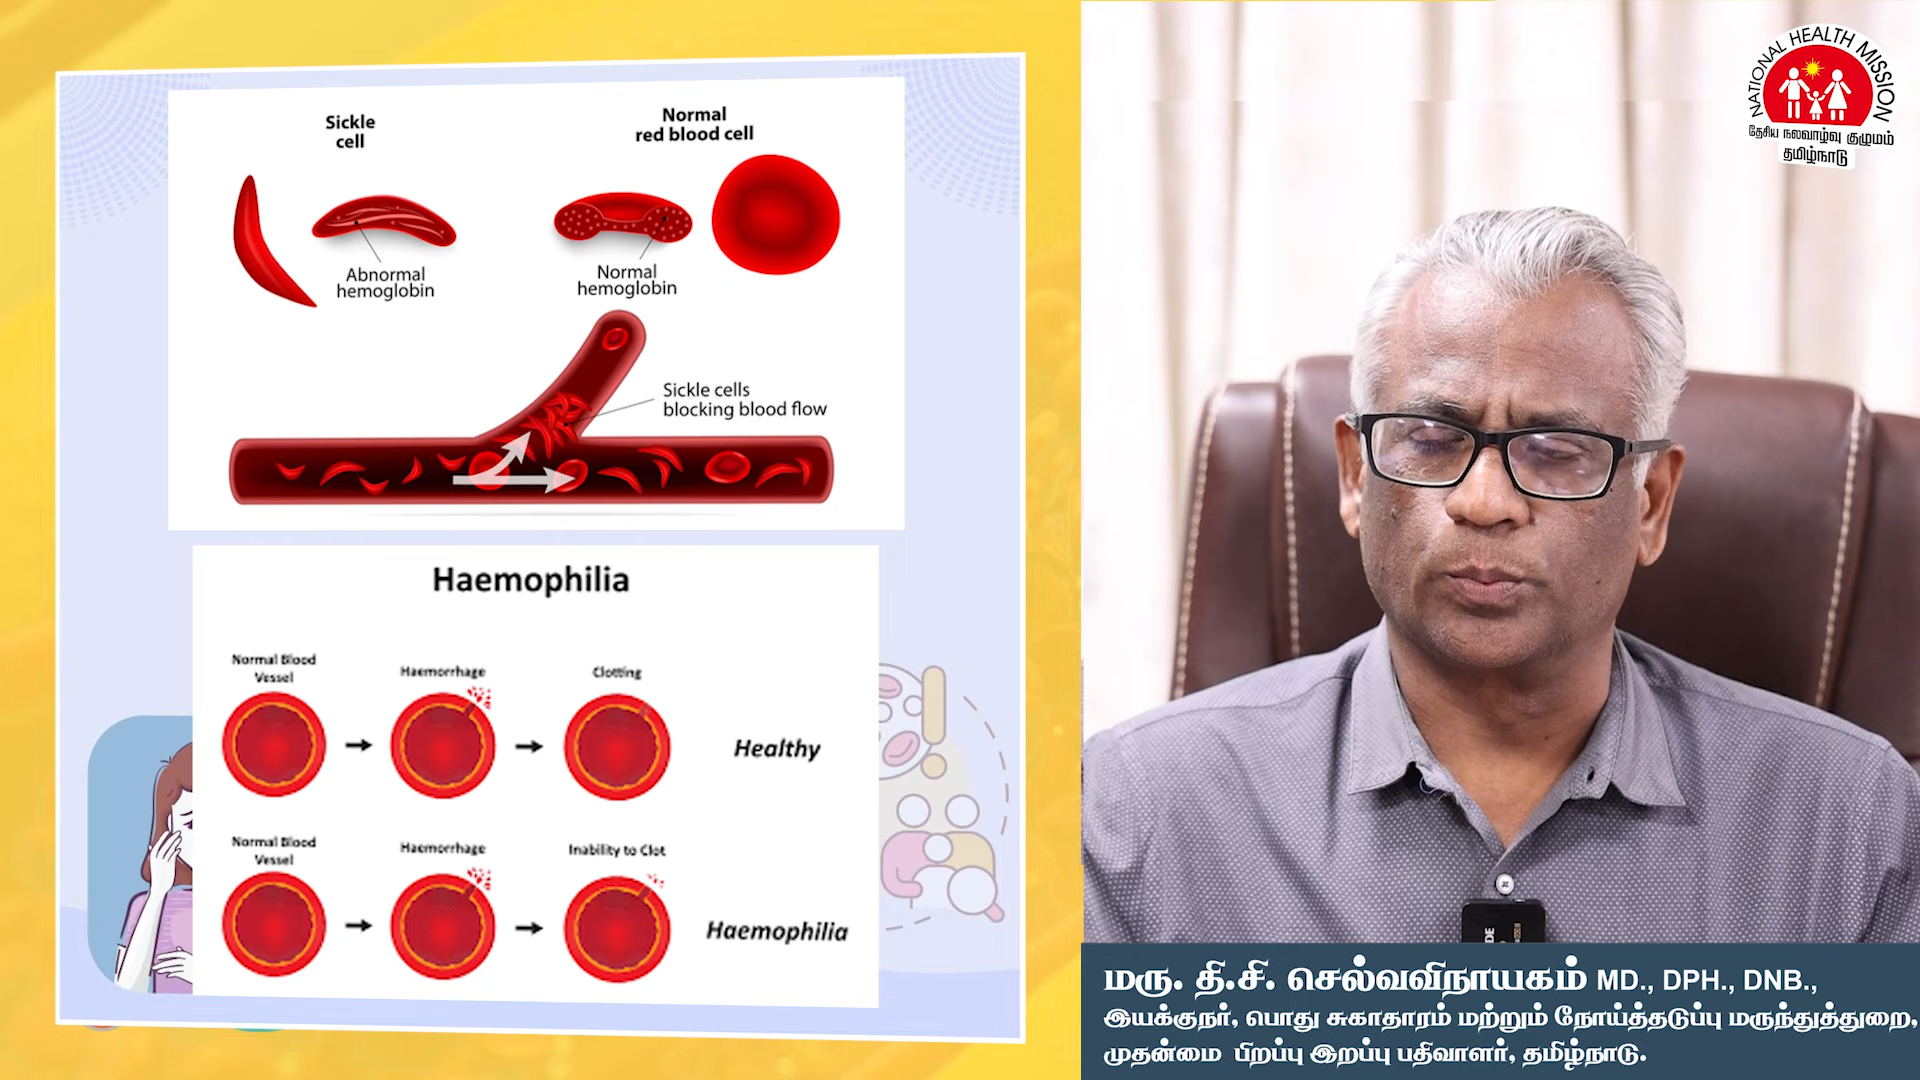 Sickle
cell
Normal
red blood cell
Abnormal
hemoglobin
Normal
hemoglobin
Sickle cells
blocking blood flow
Haemophilia
Normal Blood
Vessel
Haemorrhage
Clotting
Healthy
Normal Blood
Vessel
Haemorrhage
Inability to Clot
Haemophilia
NATIONAL HEALTH MISSION
தேசிய நலவாழ்வு குழுமம்
தமிழ்நாடு
மரு. தி.சி. செல்வவிநாயகம் MD., DPH., DNB.,
இயக்குநர், பொது சுகாதாரம் மற்றும் நோய்த்தடுப்பு மருந்துத்துறை,
முதன்மை பிறப்பு இறப்பு பதிவாளர், தமிழ்நாடு.